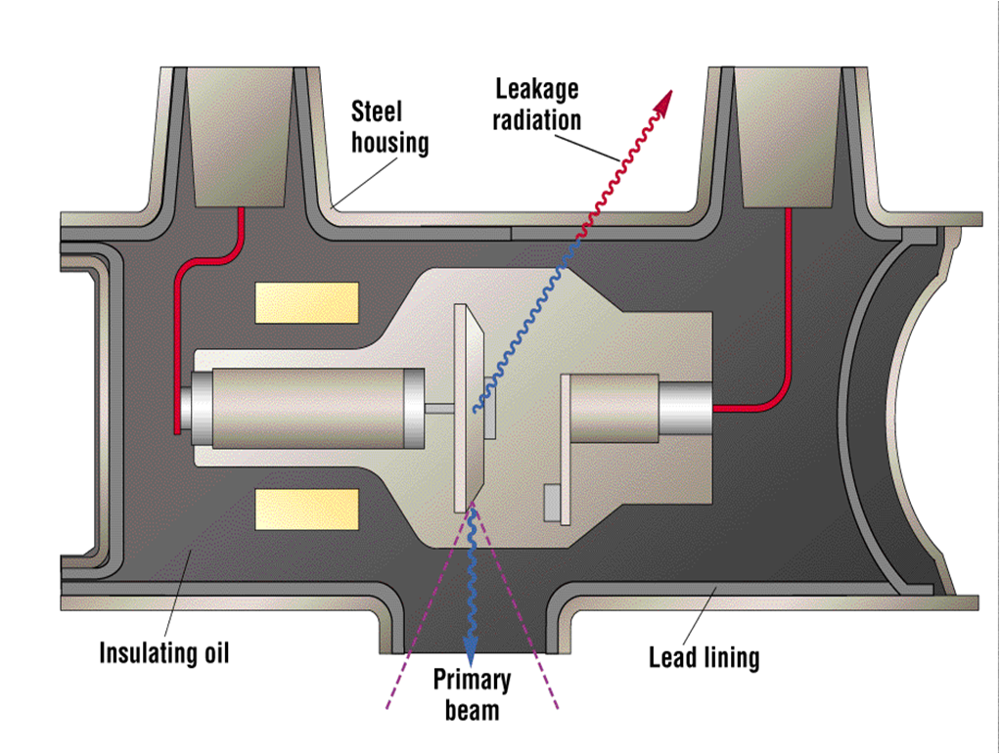 Leakage
radiation
Steel
housing
Insulating oil
Lead lining
Primary
beam